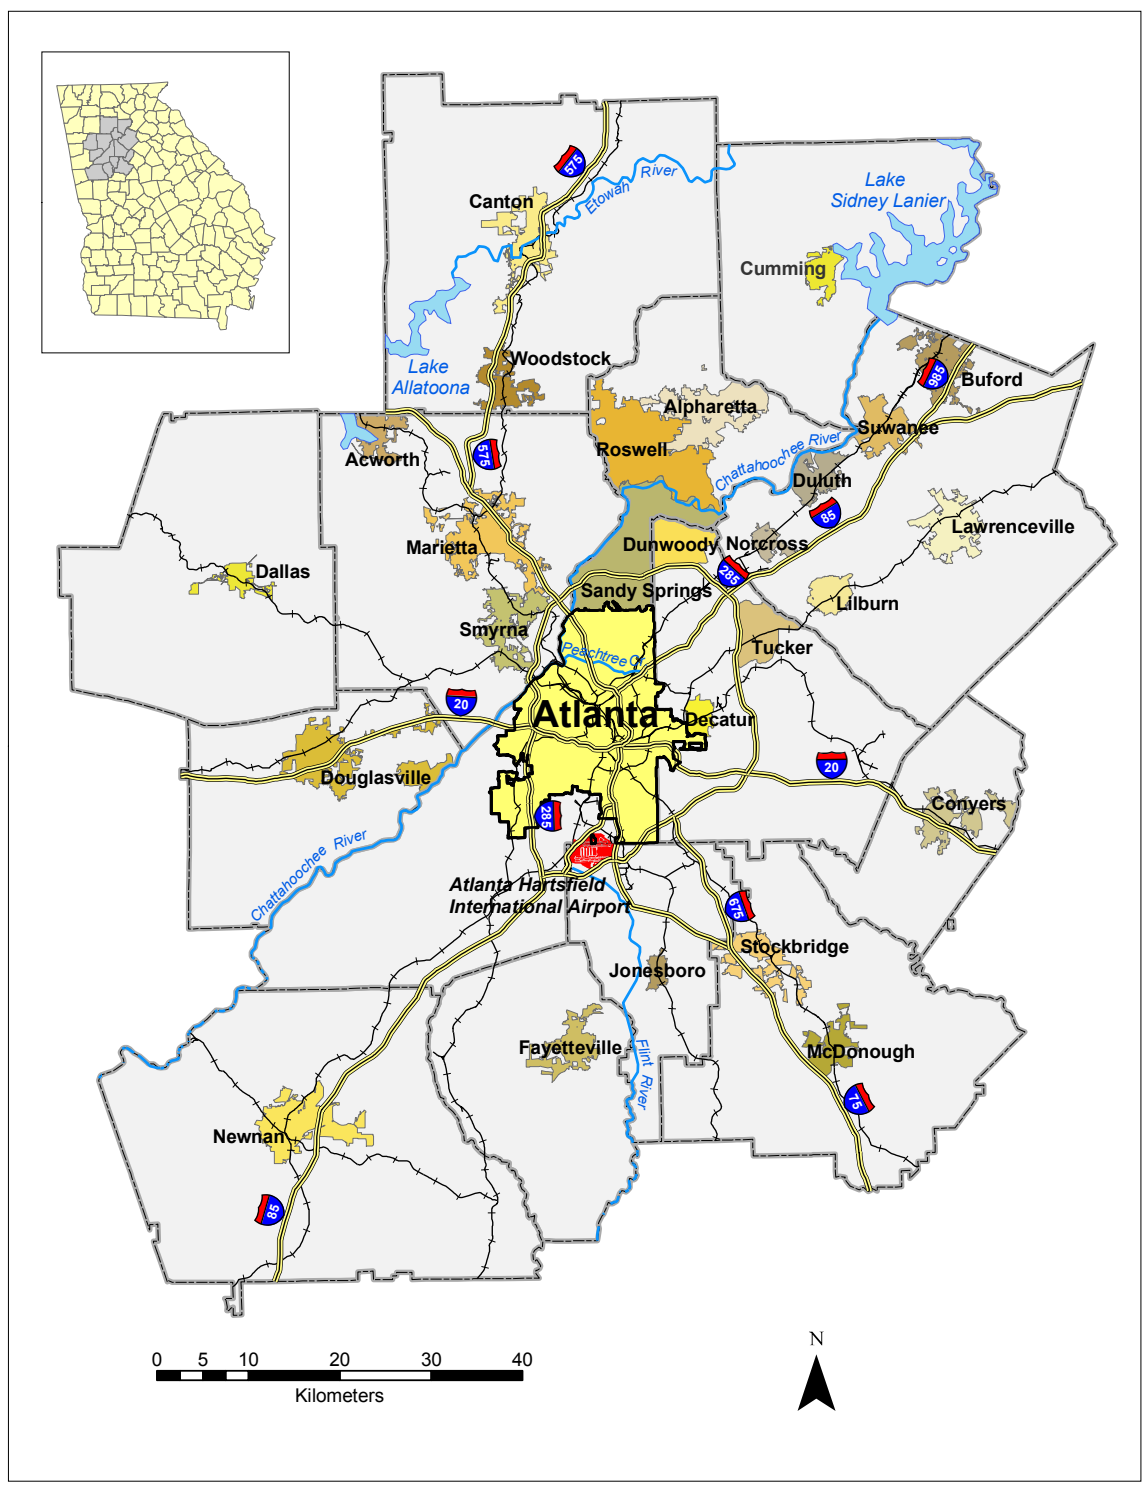 575
Canton
Etowah River
Lake
Sidney Lanier
Cumming
Lake
Allatoona
Woodstock
985
Buford
Alpharetta
Suwanee
Roswell
Acworth
575
Chattahoochee River
Duluth
85
Lawrenceville
Marietta
Dunwoody
Norcross
285
Dallas
Sandy Springs
Lilburn
Smyrna
Tucker
Peachtree Cr
20
Atlanta
Decatur
20
Douglasville
285
Conyers
Chattahoochee River
Atlanta Hartsfield
International Airport
675
Stockbridge
Jonesboro
Fayetteville
Flint River
McDonough
75
Newnan
85
0 5 10 20 30 40
Kilometers
N